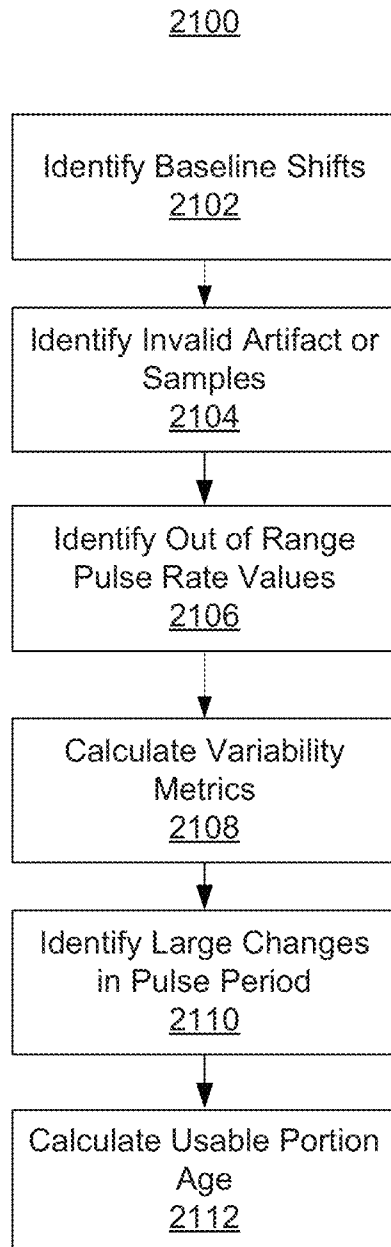 2100
Identify Baseline Shifts
2102
Identify Invalid Artifact or
Samples
2104
Identify Out of Range
Pulse Rate Values
2106
Calculate Variability
Metrics
2108
Identify Large Changes
in Pulse Period
2110
Calculate Usable Portion
Age
2112